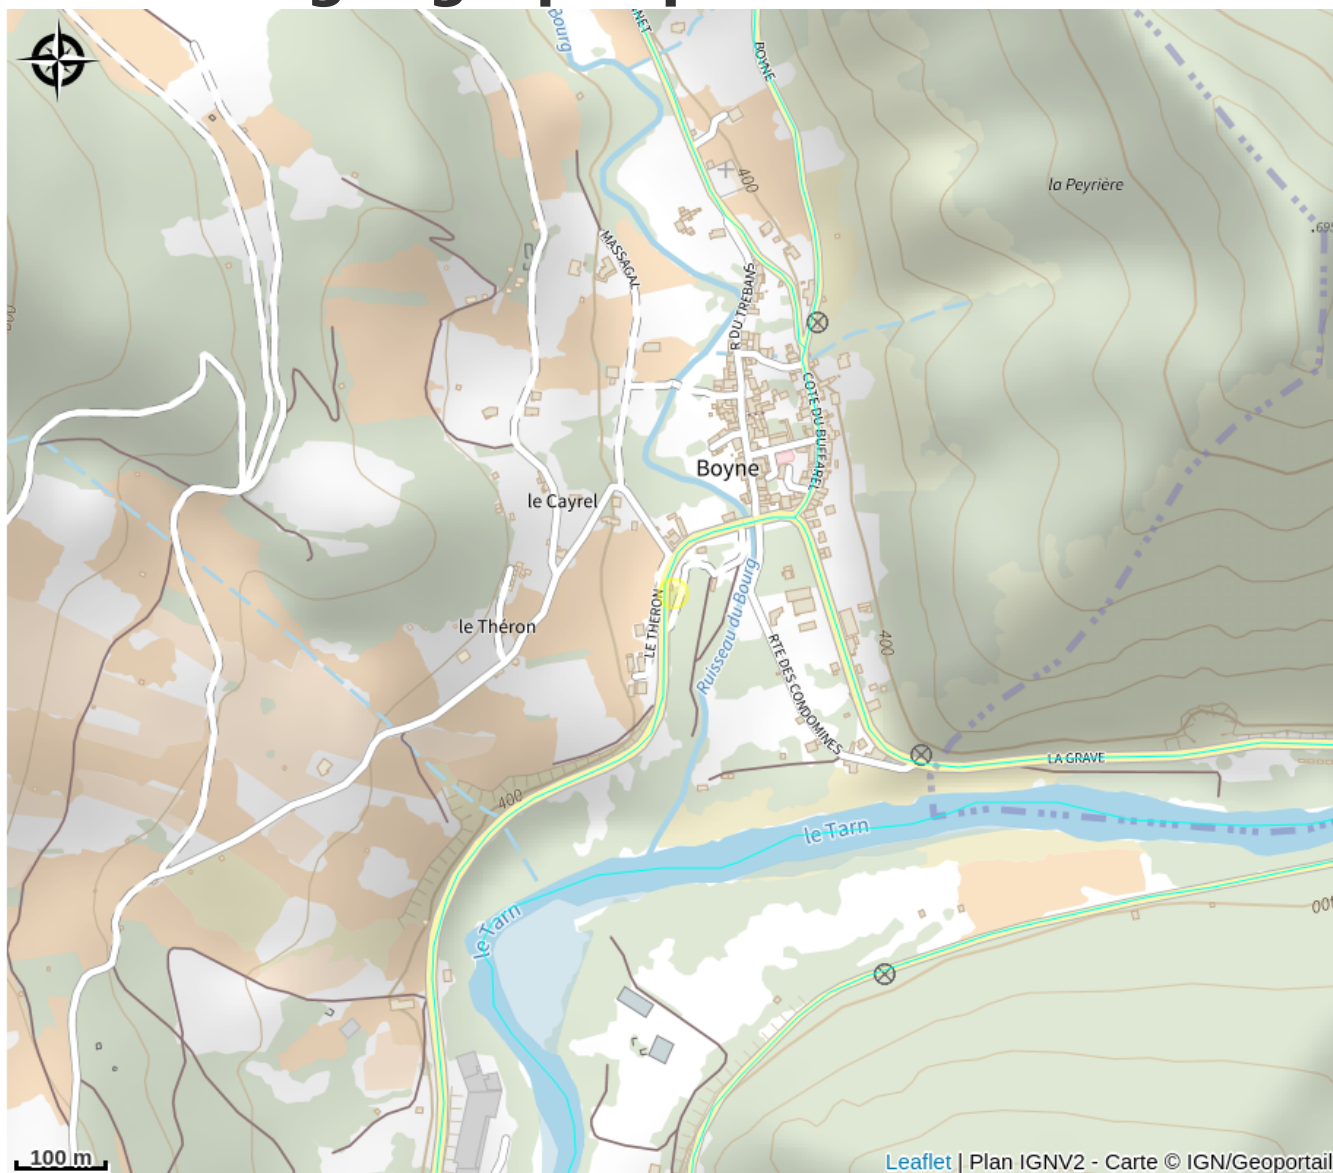 Bourg
BOYNE
la Peyrière
400
.695
MASSAGAL
R DU TREBANS
COTE DU BUFFAREL
Boyne
le Cayrel
LE THERON
le Théron
Ruisseau du Bourg
400
RTE DES CONDOMINES
LA GRAVE
400
le Tarn
le Tarn
100 m
Leaflet | Plan IGNV2 - Carte © IGN/Geoportail